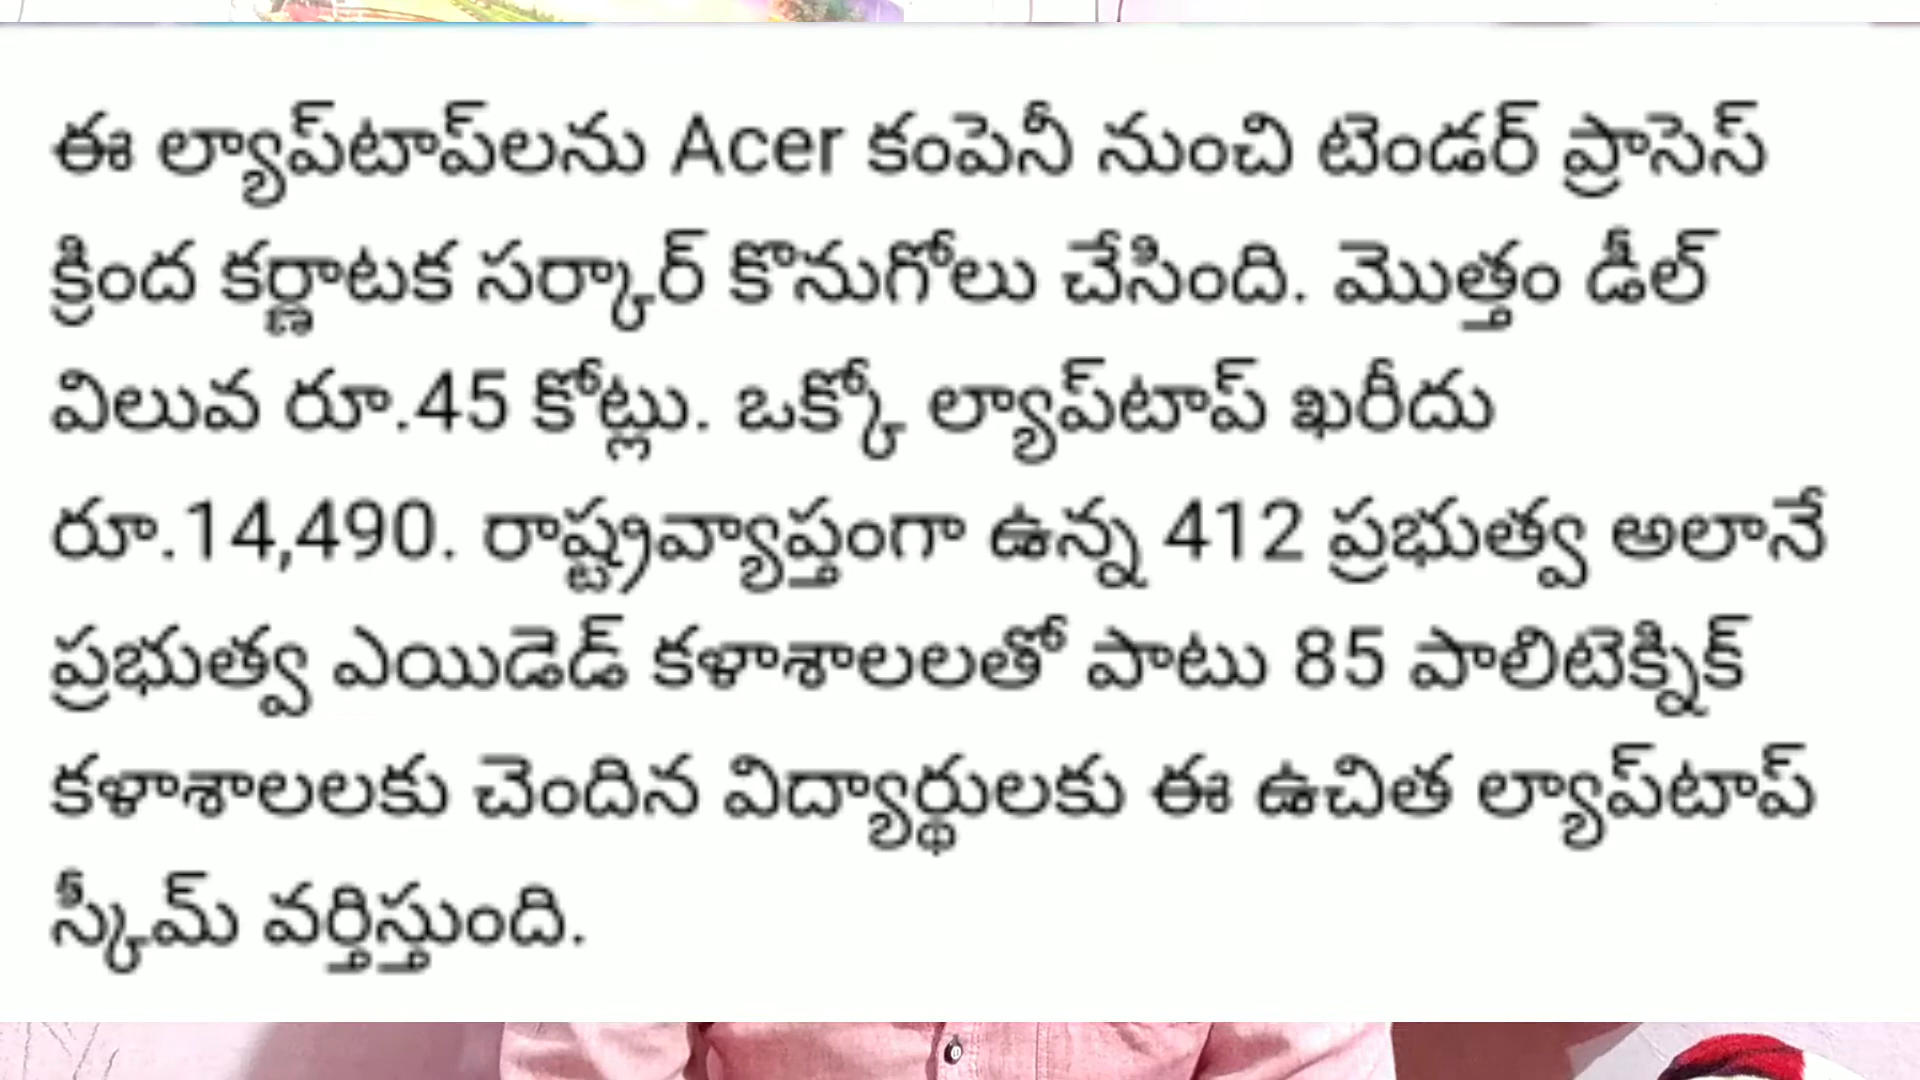 ఈ ల్యాప్‌టాప్‌లను Acer కంపెనీ నుంచి టెండర్ ప్రాసెస్
క్రింద కర్ణాటక సర్కార్ కొనుగోలు చేసింది. మొత్తం డీల్
విలువ రూ.45 కోట్లు. ఒక్కో ల్యాప్‌టాప్ ఖరీదు
రూ.14,490. రాష్ట్రవ్యాప్తంగా ఉన్న 412 ప్రభుత్వ అలానే
ప్రభుత్వ ఎయిడెడ్ కళాశాలలతో పాటు 85 పాలిటెక్నిక్
కళాశాలలకు చెందిన విద్యార్థులకు ఈ ఉచిత ల్యాప్‌టాప్
స్కీమ్ వర్తిస్తుంది.